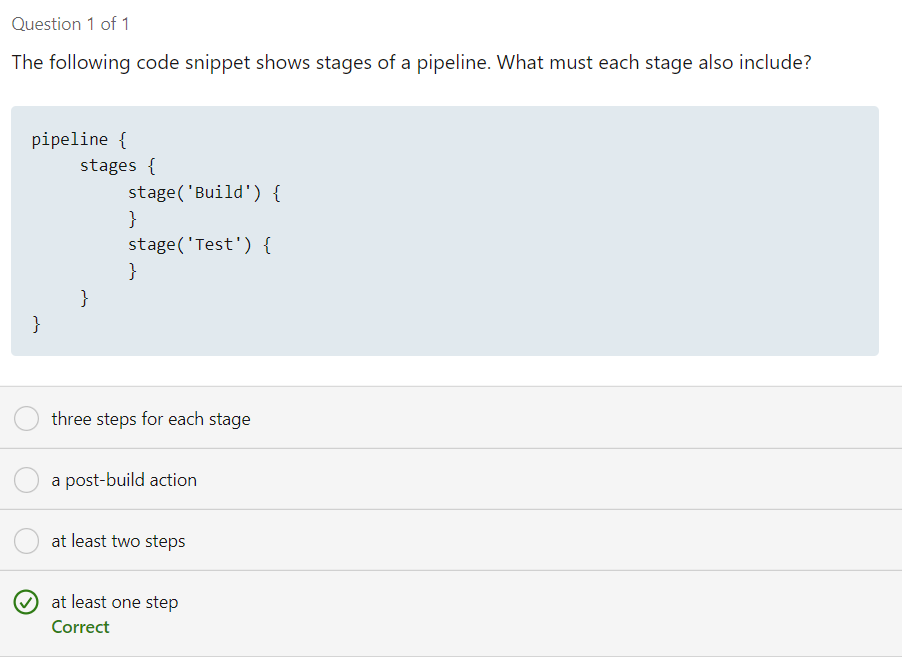 Question 1 of 1
The following code snippet shows stages of a pipeline. What must each stage also include?
pipeline {
stages {
stage('Build') {
}
stage('Test') {
}
}
}
three steps for each stage
a post-build action
at least two steps
at least one step
Correct